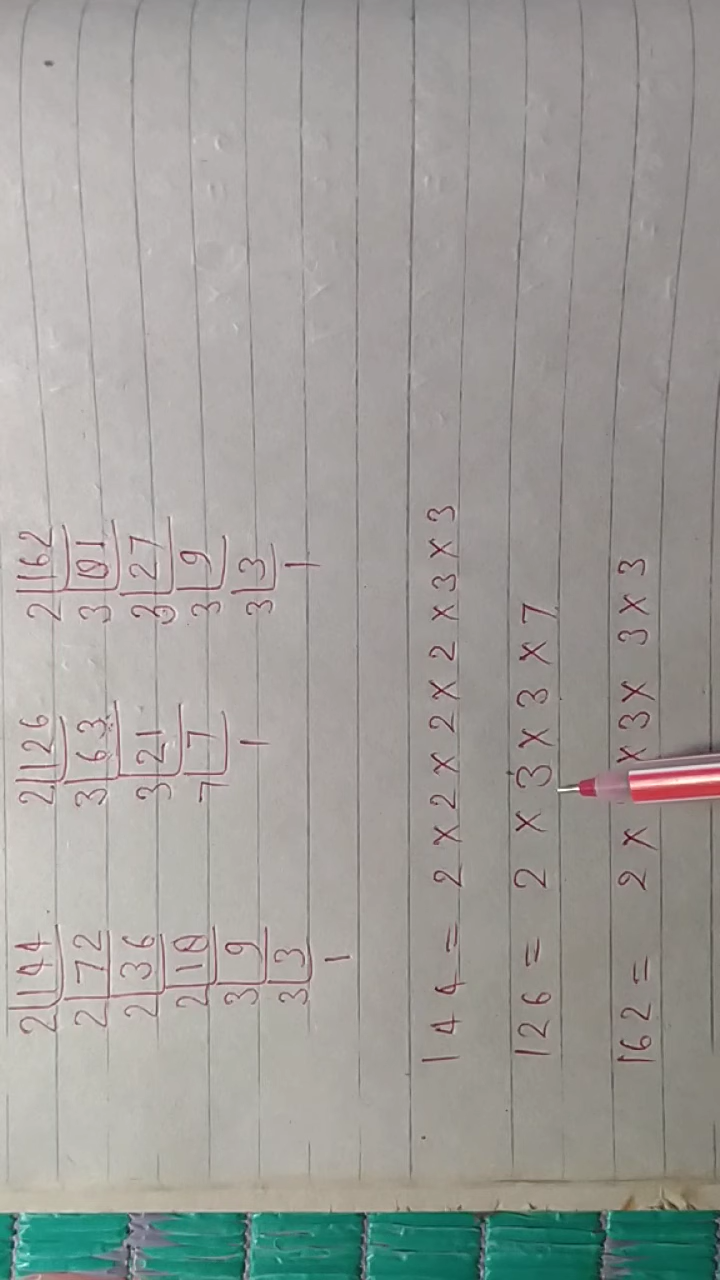 2|144 2|126 2|162
2|72 3|63 3|81
2|36 3|21 3|27
2|18 7|7 3|9
3|9 1 3|3
3|3 1
1
144 = 2 × 2 × 2 × 2 × 3 × 3
126 = 2 × 3 × 3 × 7
162 = 2 × × 3 × 3 × 3